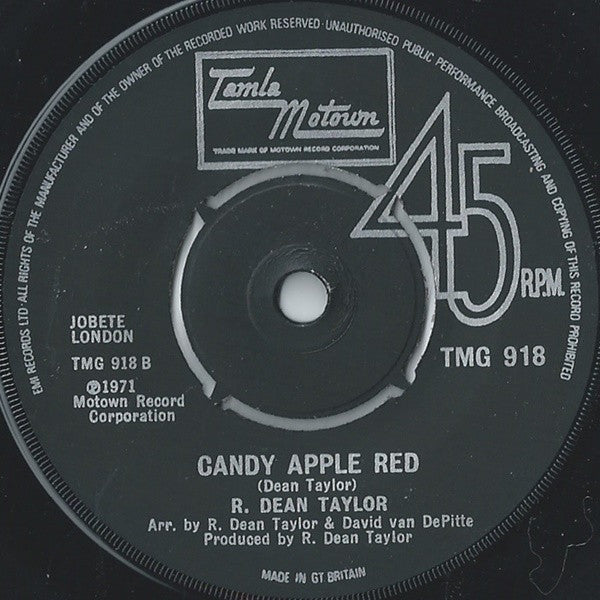 EMI RECORDS LTD · ALL RIGHTS OF THE MANUFACTURER AND OF THE OWNER OF THE RECORDED WORK RESERVED · UNAUTHORISED PUBLIC PERFORMANCE BROADCASTING AND COPYING OF THIS RECORD PROHIBITED
Tamla
Motown
TRADE MARK OF MOTOWN RECORD CORPORATION
45
R.P.M.
JOBETE
LONDON
TMG 918 B
℗1971
Motown Record
Corporation
TMG 918
CANDY APPLE RED
(Dean Taylor)
R. DEAN TAYLOR
Arr. by R. Dean Taylor & David van DePitte
Produced by R. Dean Taylor
MADE IN GT BRITAIN